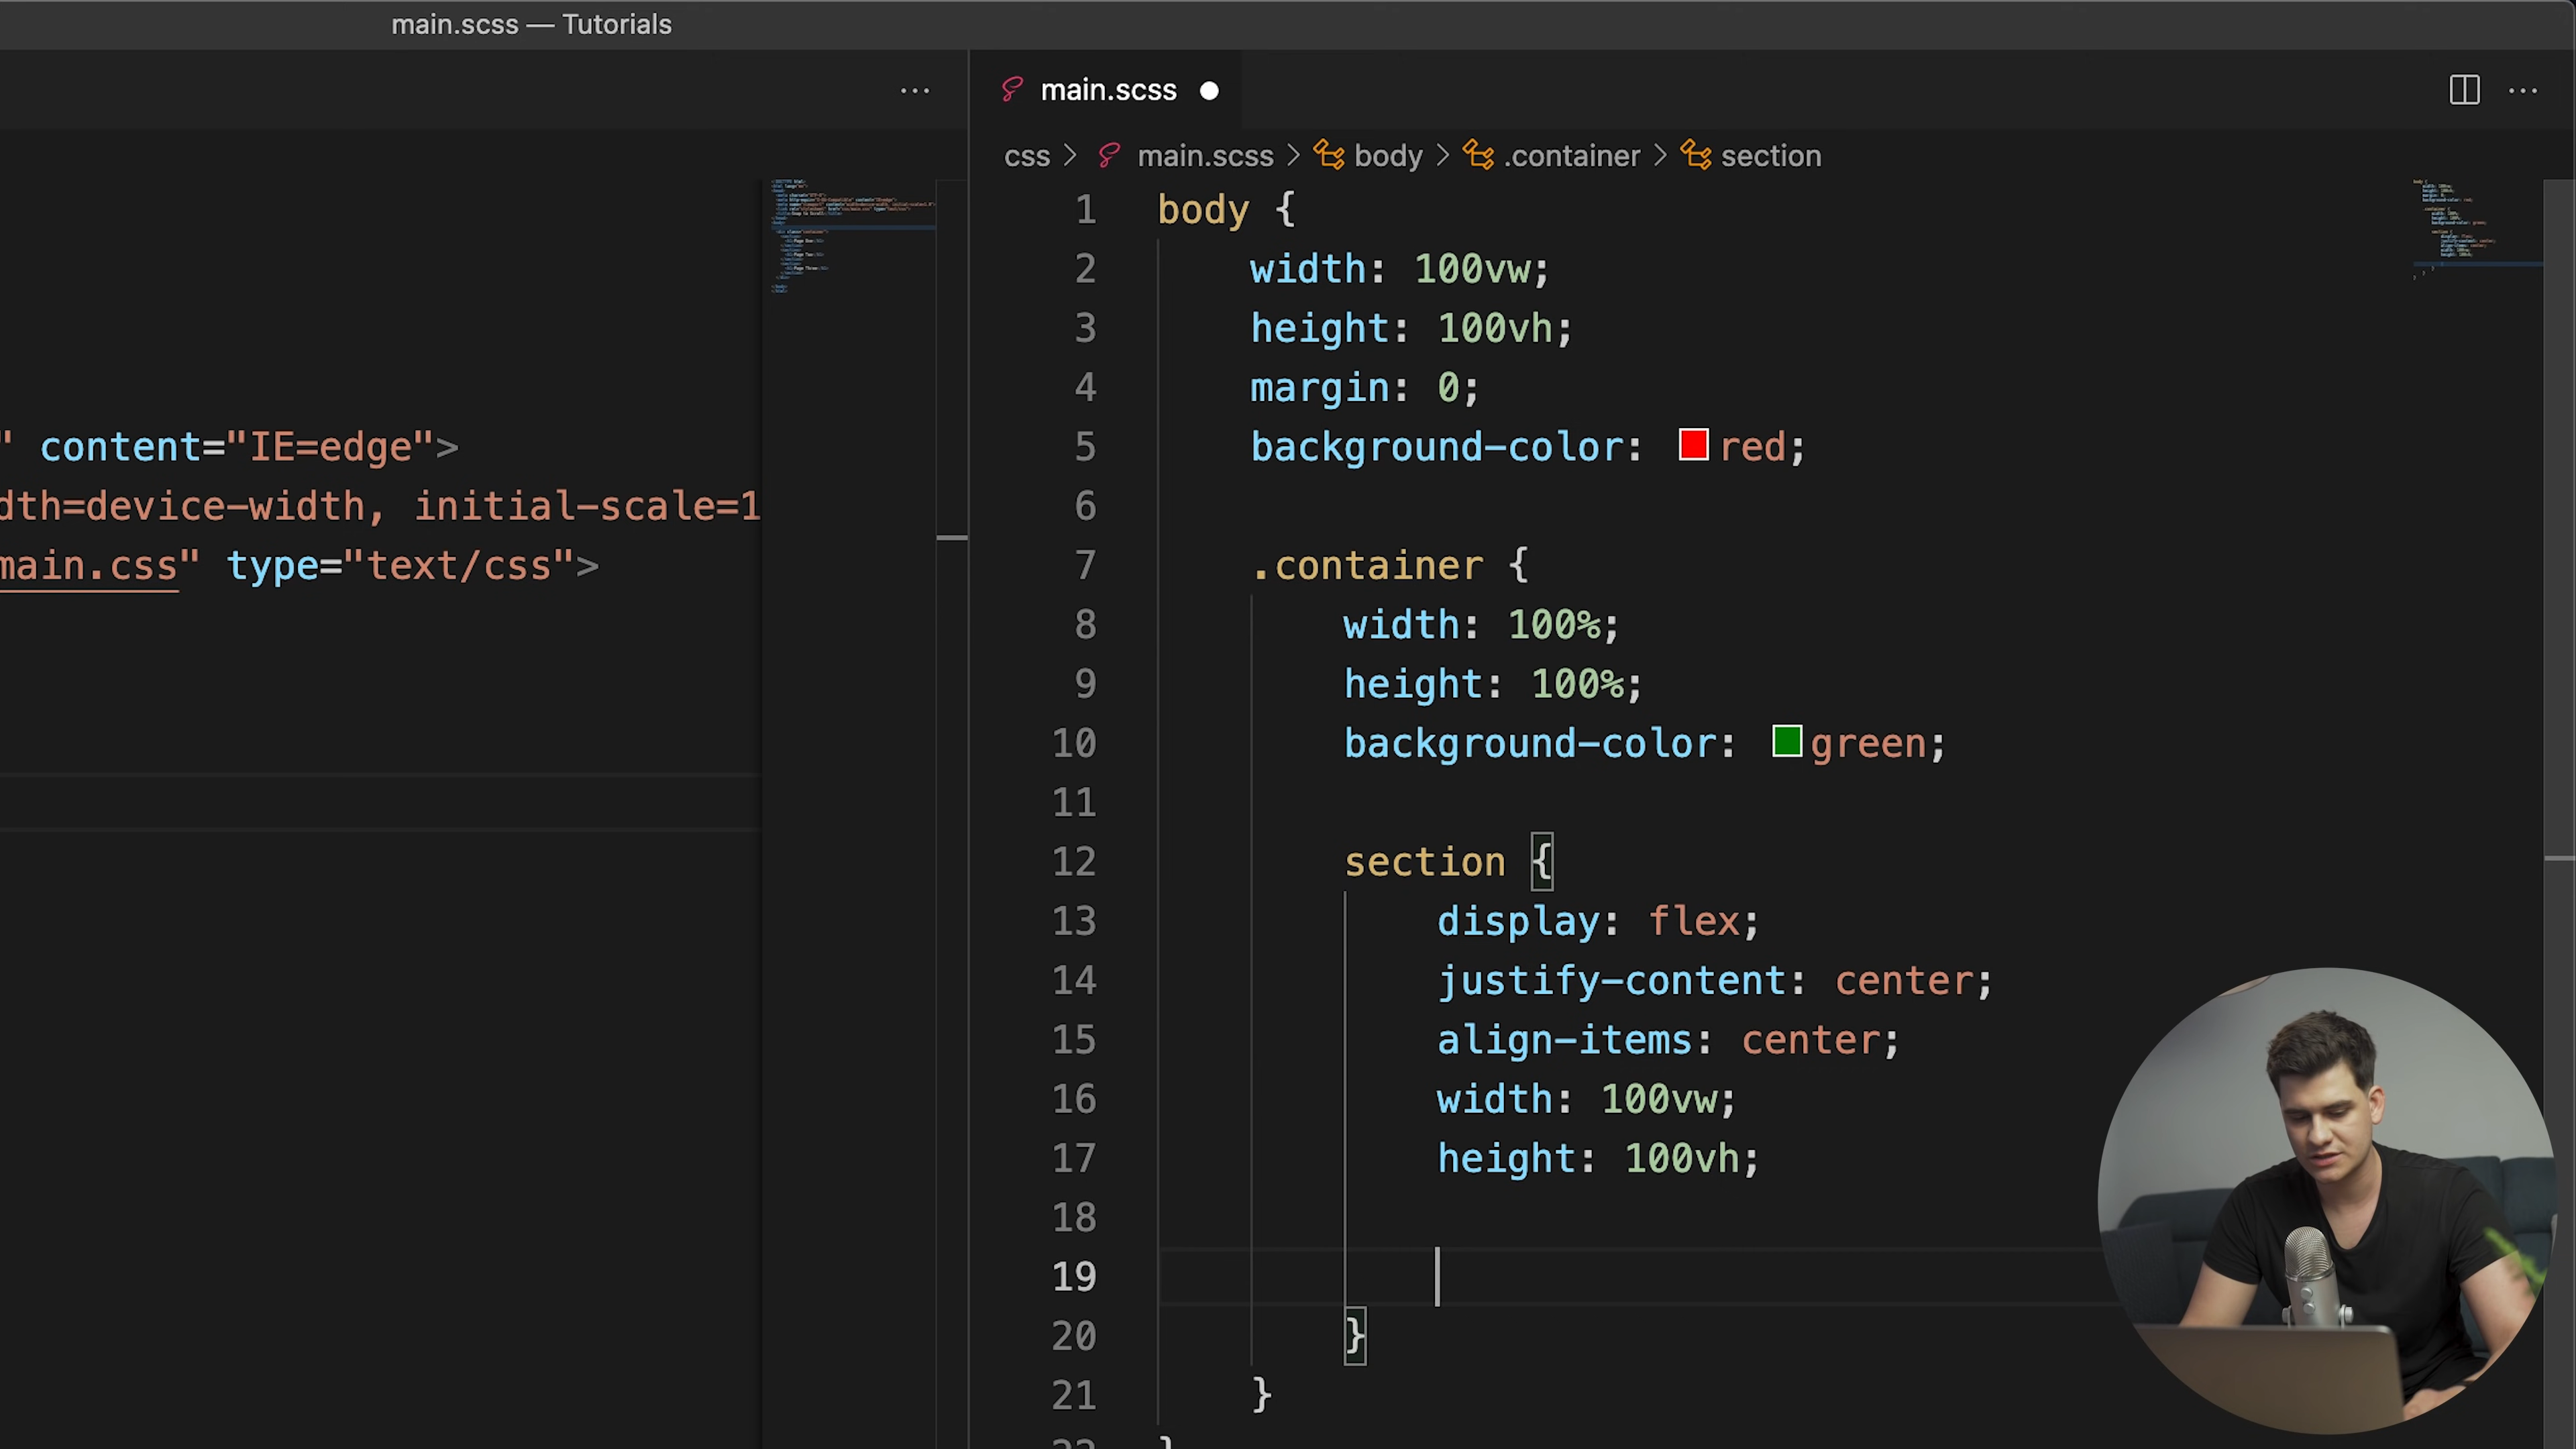 main.scss — Tutorials
main.scss
css > main.scss > body > .container > section
" content="IE=edge">
dth=device-width, initial-scale=1
main.css" type="text/css">
1 body {
2 width: 100vw;
3 height: 100vh;
4 margin: 0;
5 background-color: red;
6
7 .container {
8 width: 100%;
9 height: 100%;
10 background-color: green;
11
12 section {
13 display: flex;
14 justify-content: center;
15 align-items: center;
16 width: 100vw;
17 height: 100vh;
18
19
20 }
21 }
22 }